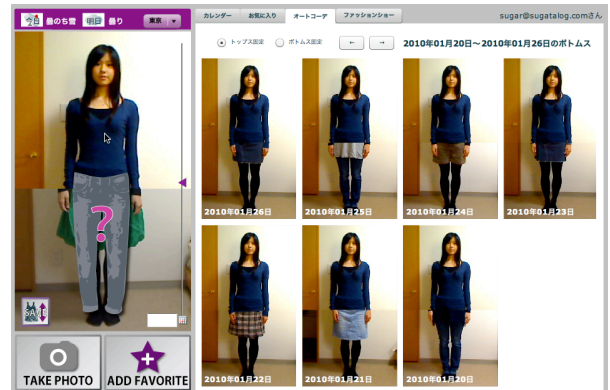 今日 曇のち雪 明日 曇り 東京
カレンダー お気に入り オートコーデ ファッションショー sugar@sugatalog.comさん
トップス固定 ボトムス固定 ← → 2010年01月20日〜2010年01月26日のボトムス
2010年01月26日 2010年01月25日 2010年01月24日 2010年01月23日
?
SAVE
2010年01月22日 2010年01月21日 2010年01月20日
TAKE PHOTO ADD FAVORITE